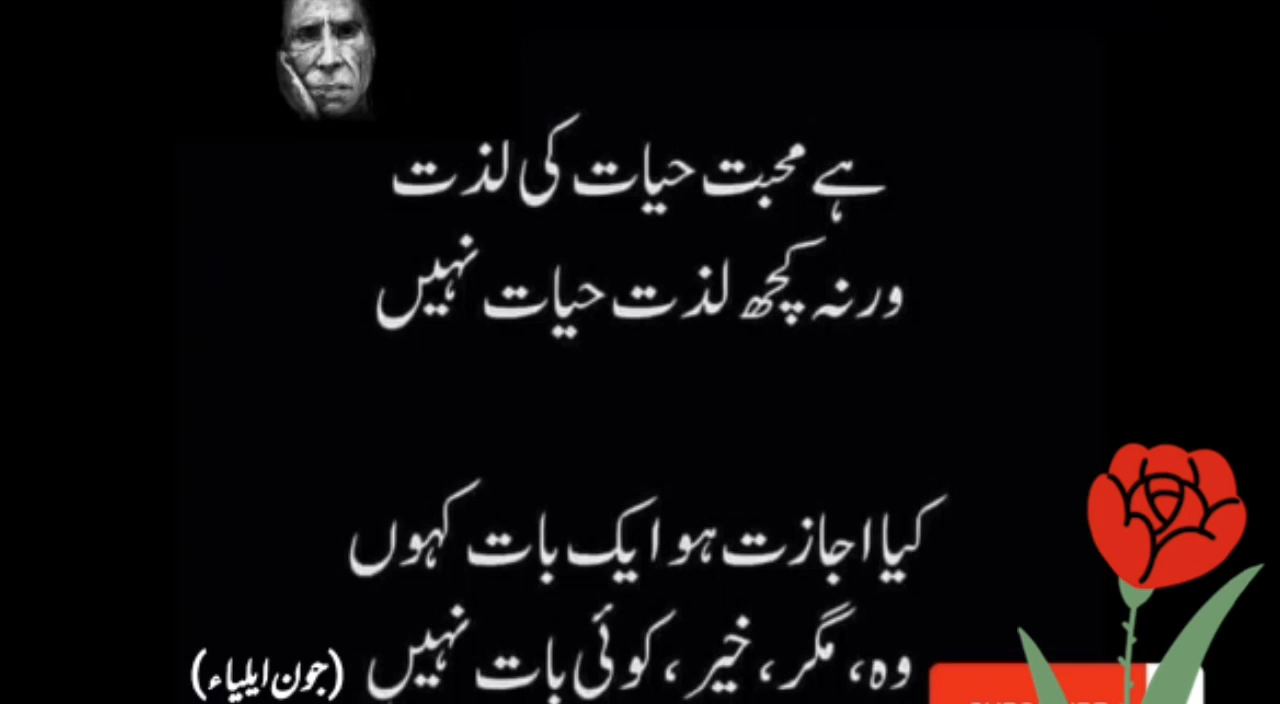 ہے محبت حیات کی لذت
ورنہ کچھ لذت حیات نہیں
کیا اجازت ہو ایک بات کہوں
وہ، مگر، خیر، کوئی بات نہیں (جون ایلیاء)